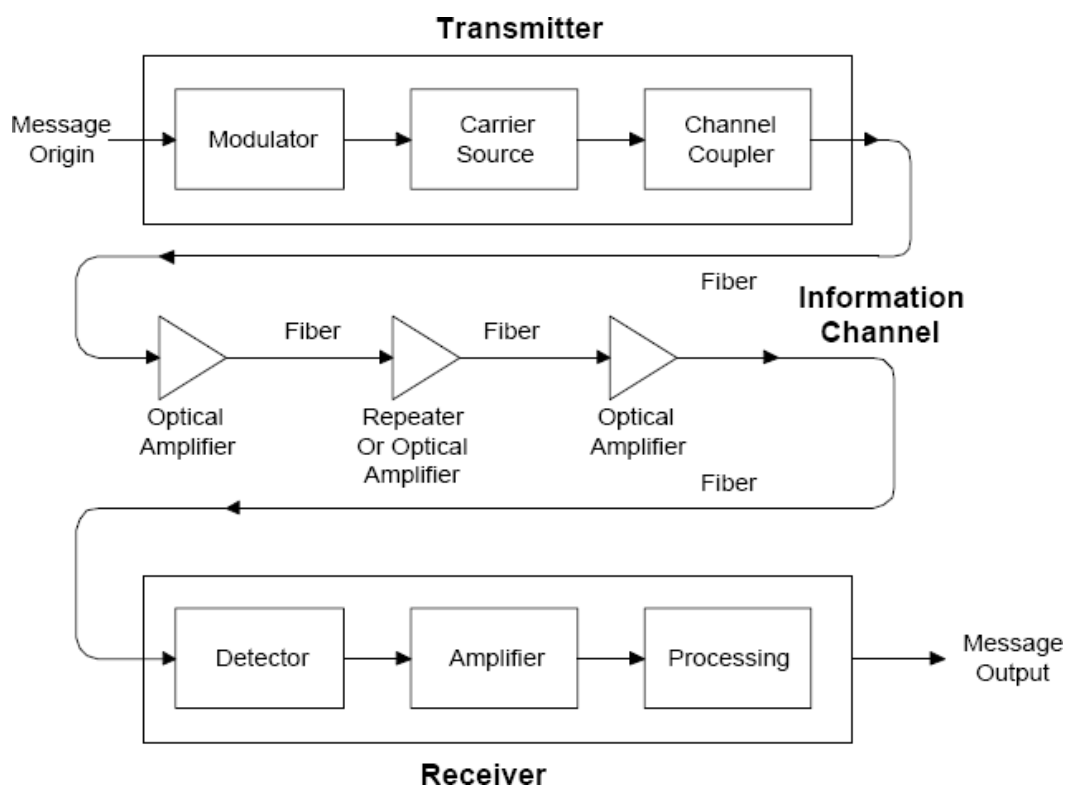 Transmitter
Message
Origin
Modulator
Carrier
Source
Channel
Coupler
Fiber
Information
Channel
Fiber
Fiber
Optical
Amplifier
Repeater
Or Optical
Amplifier
Optical
Amplifier
Fiber
Detector
Amplifier
Processing
Message
Output
Receiver